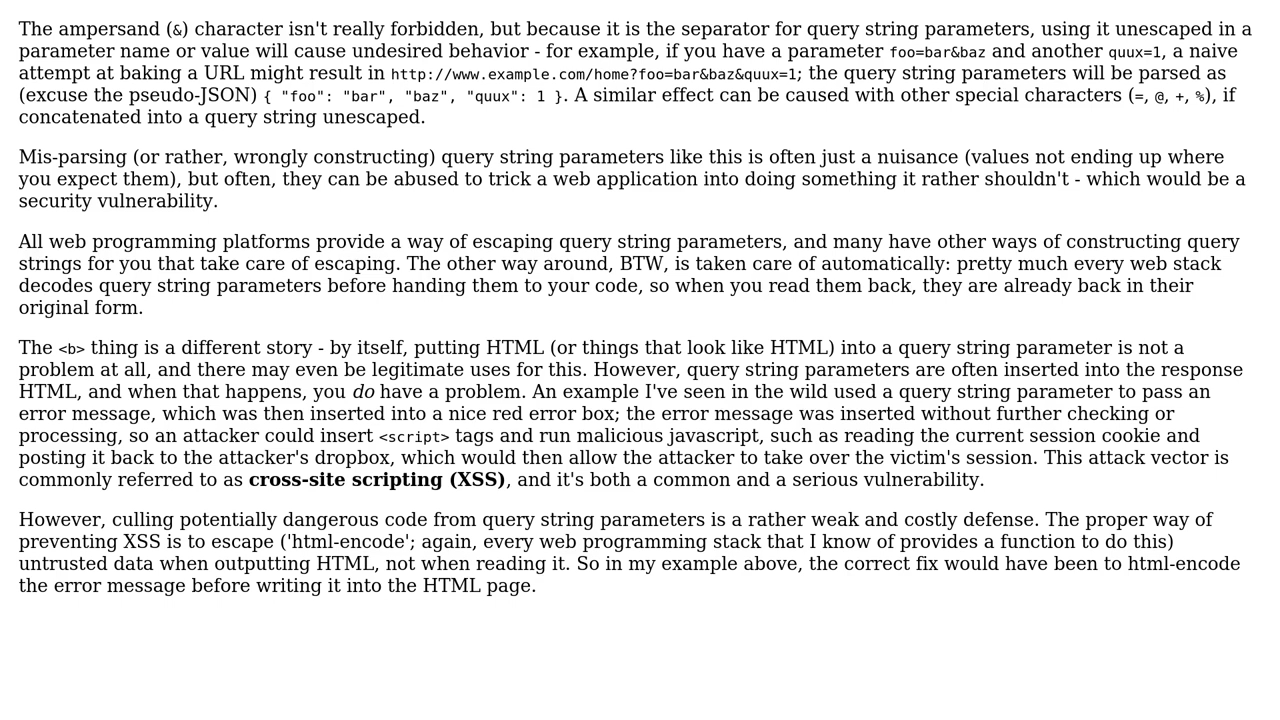 The ampersand (&) character isn't really forbidden, but because it is the separator for query string parameters, using it unescaped in a
parameter name or value will cause undesired behavior - for example, if you have a parameter foo=bar&baz and another quux=1, a naive
attempt at baking a URL might result in http://www.example.com/home?foo=bar&baz&quux=1; the query string parameters will be parsed as
(excuse the pseudo-JSON) { "foo": "bar", "baz", "quux": 1 }. A similar effect can be caused with other special characters (=, @, +, %), if
concatenated into a query string unescaped.
Mis-parsing (or rather, wrongly constructing) query string parameters like this is often just a nuisance (values not ending up where
you expect them), but often, they can be abused to trick a web application into doing something it rather shouldn't - which would be a
security vulnerability.
All web programming platforms provide a way of escaping query string parameters, and many have other ways of constructing query
strings for you that take care of escaping. The other way around, BTW, is taken care of automatically: pretty much every web stack
decodes query string parameters before handing them to your code, so when you read them back, they are already back in their
original form.
The <b> thing is a different story - by itself, putting HTML (or things that look like HTML) into a query string parameter is not a
problem at all, and there may even be legitimate uses for this. However, query string parameters are often inserted into the response
HTML, and when that happens, you do have a problem. An example I've seen in the wild used a query string parameter to pass an
error message, which was then inserted into a nice red error box; the error message was inserted without further checking or
processing, so an attacker could insert <script> tags and run malicious javascript, such as reading the current session cookie and
posting it back to the attacker's dropbox, which would then allow the attacker to take over the victim's session. This attack vector is
commonly referred to as cross-site scripting (XSS), and it's both a common and a serious vulnerability.
However, culling potentially dangerous code from query string parameters is a rather weak and costly defense. The proper way of
preventing XSS is to escape ('html-encode'; again, every web programming stack that I know of provides a function to do this)
untrusted data when outputting HTML, not when reading it. So in my example above, the correct fix would have been to html-encode
the error message before writing it into the HTML page.